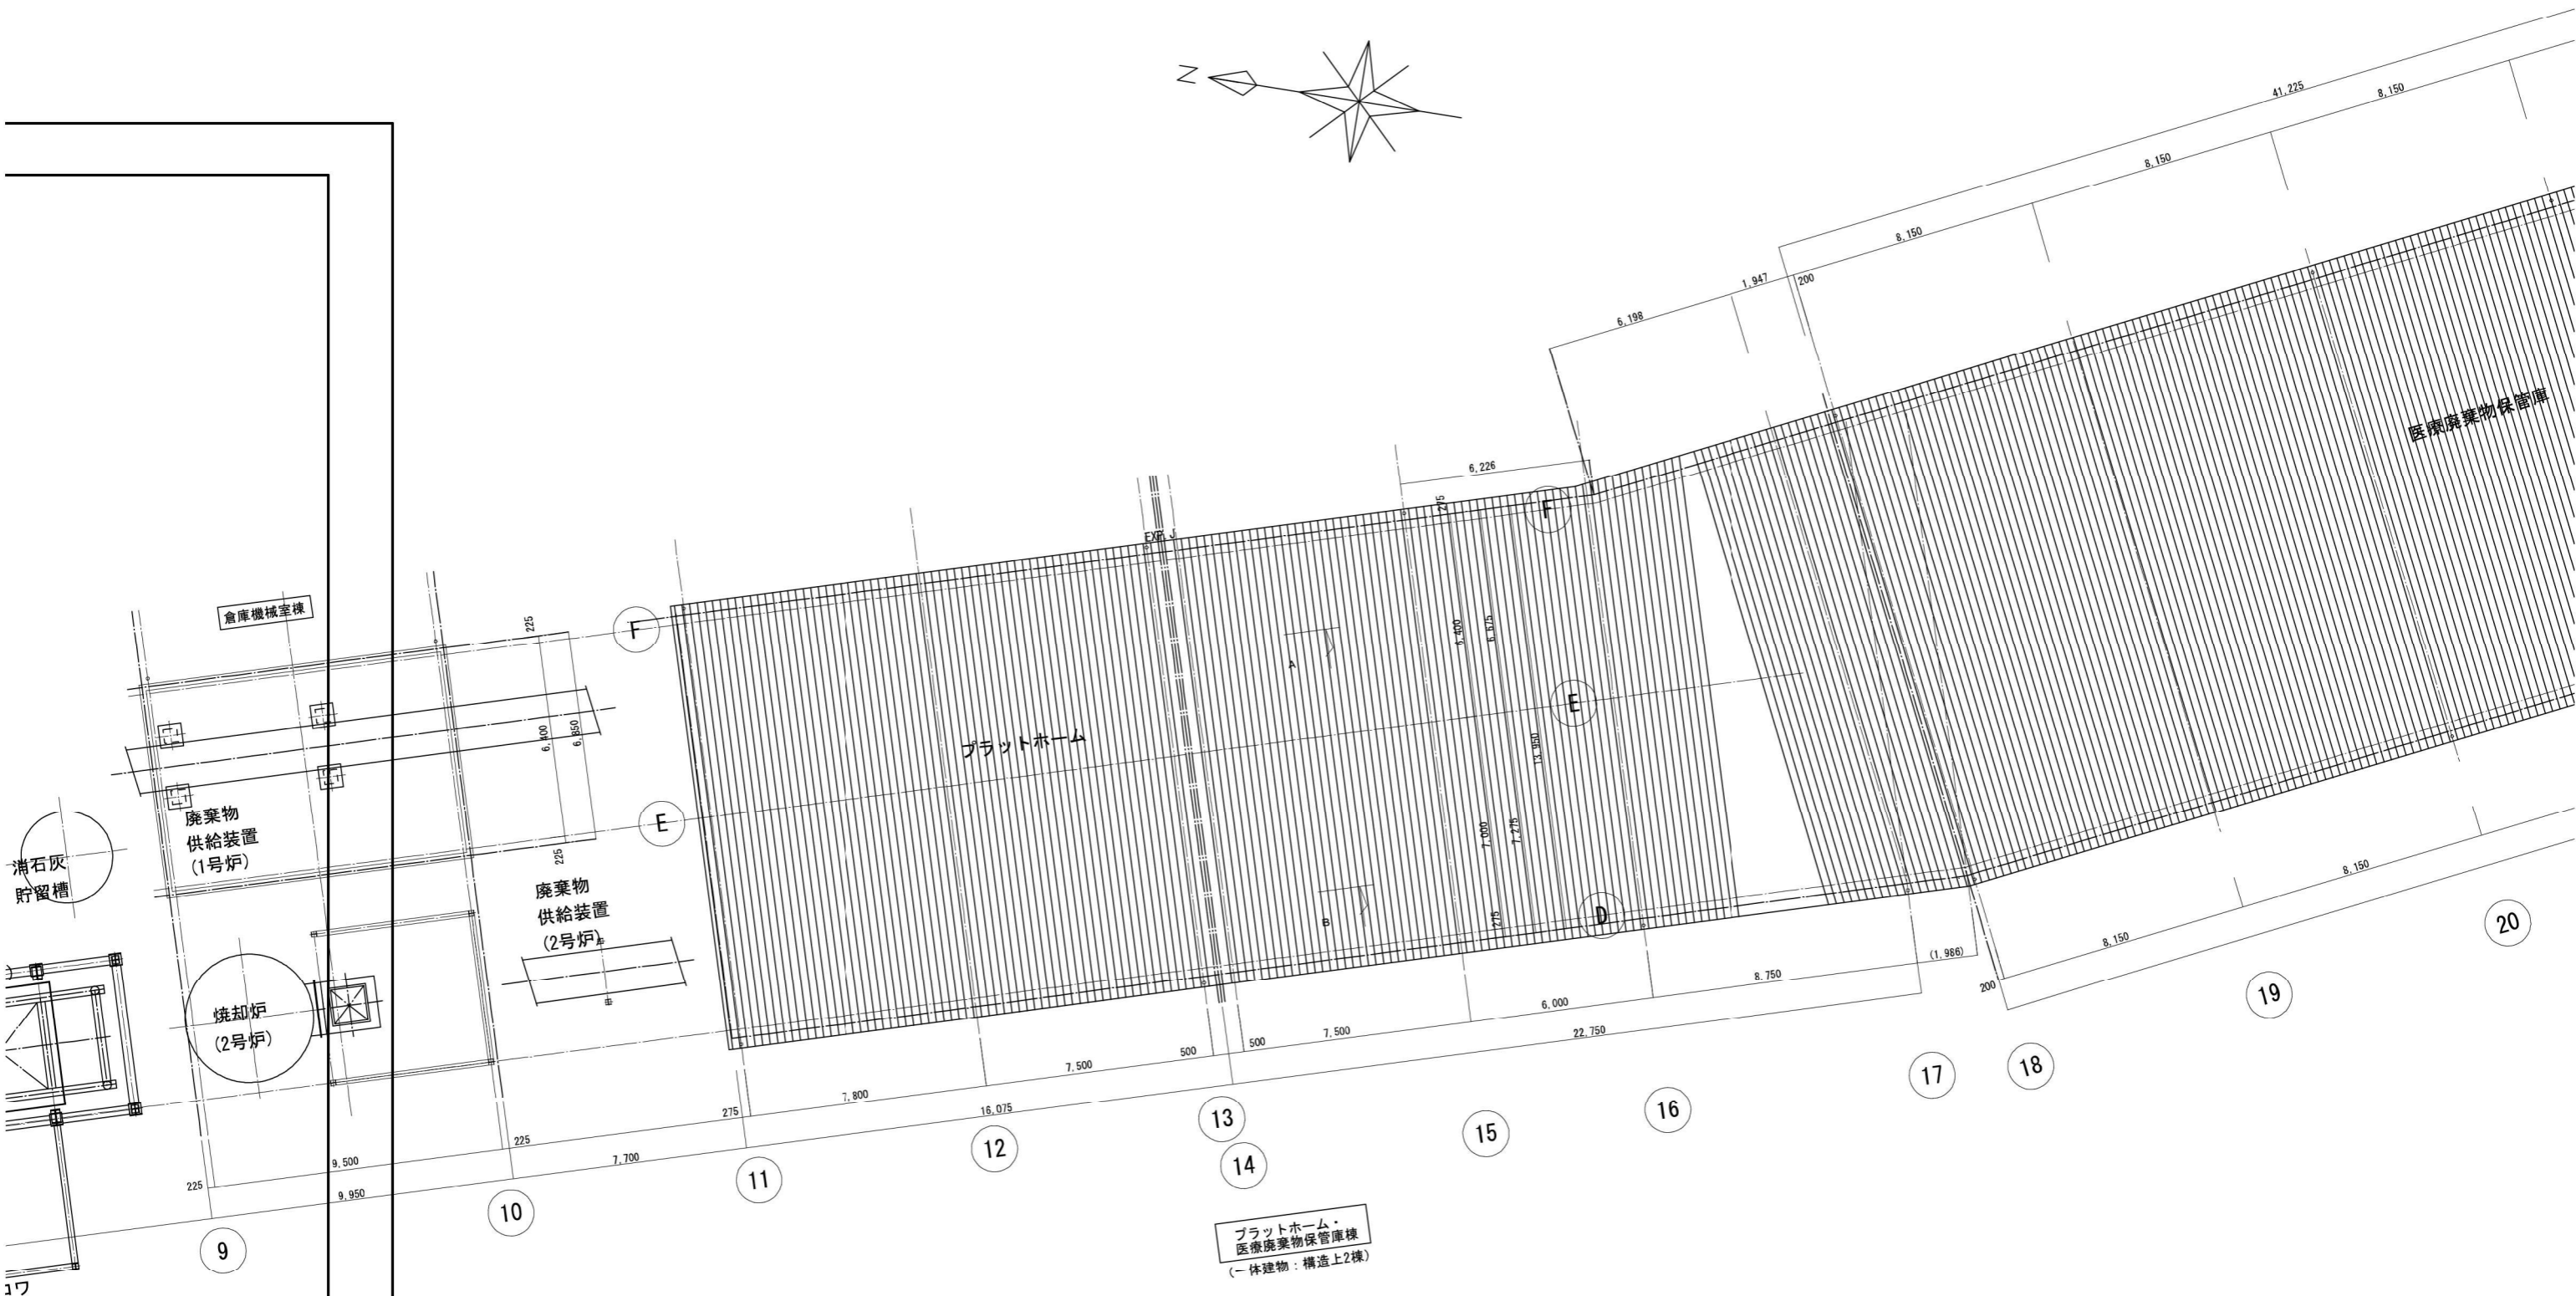 N
41,225
8,150
8,150
8,150
1,947
200
6,198
医療廃棄物保管庫
6,226
275
F
EXP.J
倉庫機械室棟
225
F
6,400
6,675
A
E
6,400
6,850
プラットホーム
13,950
E
廃棄物
供給装置
(1号炉)
225
7,000
7,275
消石灰
貯留槽
廃棄物
供給装置
(2号炉)
B
275
D
(1,986)
8,750
8,150
8,150
20
200
19
焼却炉
(2号炉)
6,000
7,500
22,750
500
500
7,500
18
17
7,800
275
16,075
16
13
15
12
14
225
7,700
11
9,500
225
9,950
10
9
プラットホーム・
医療廃棄物保管庫棟
(一体建物：構造上2棟)
コワ